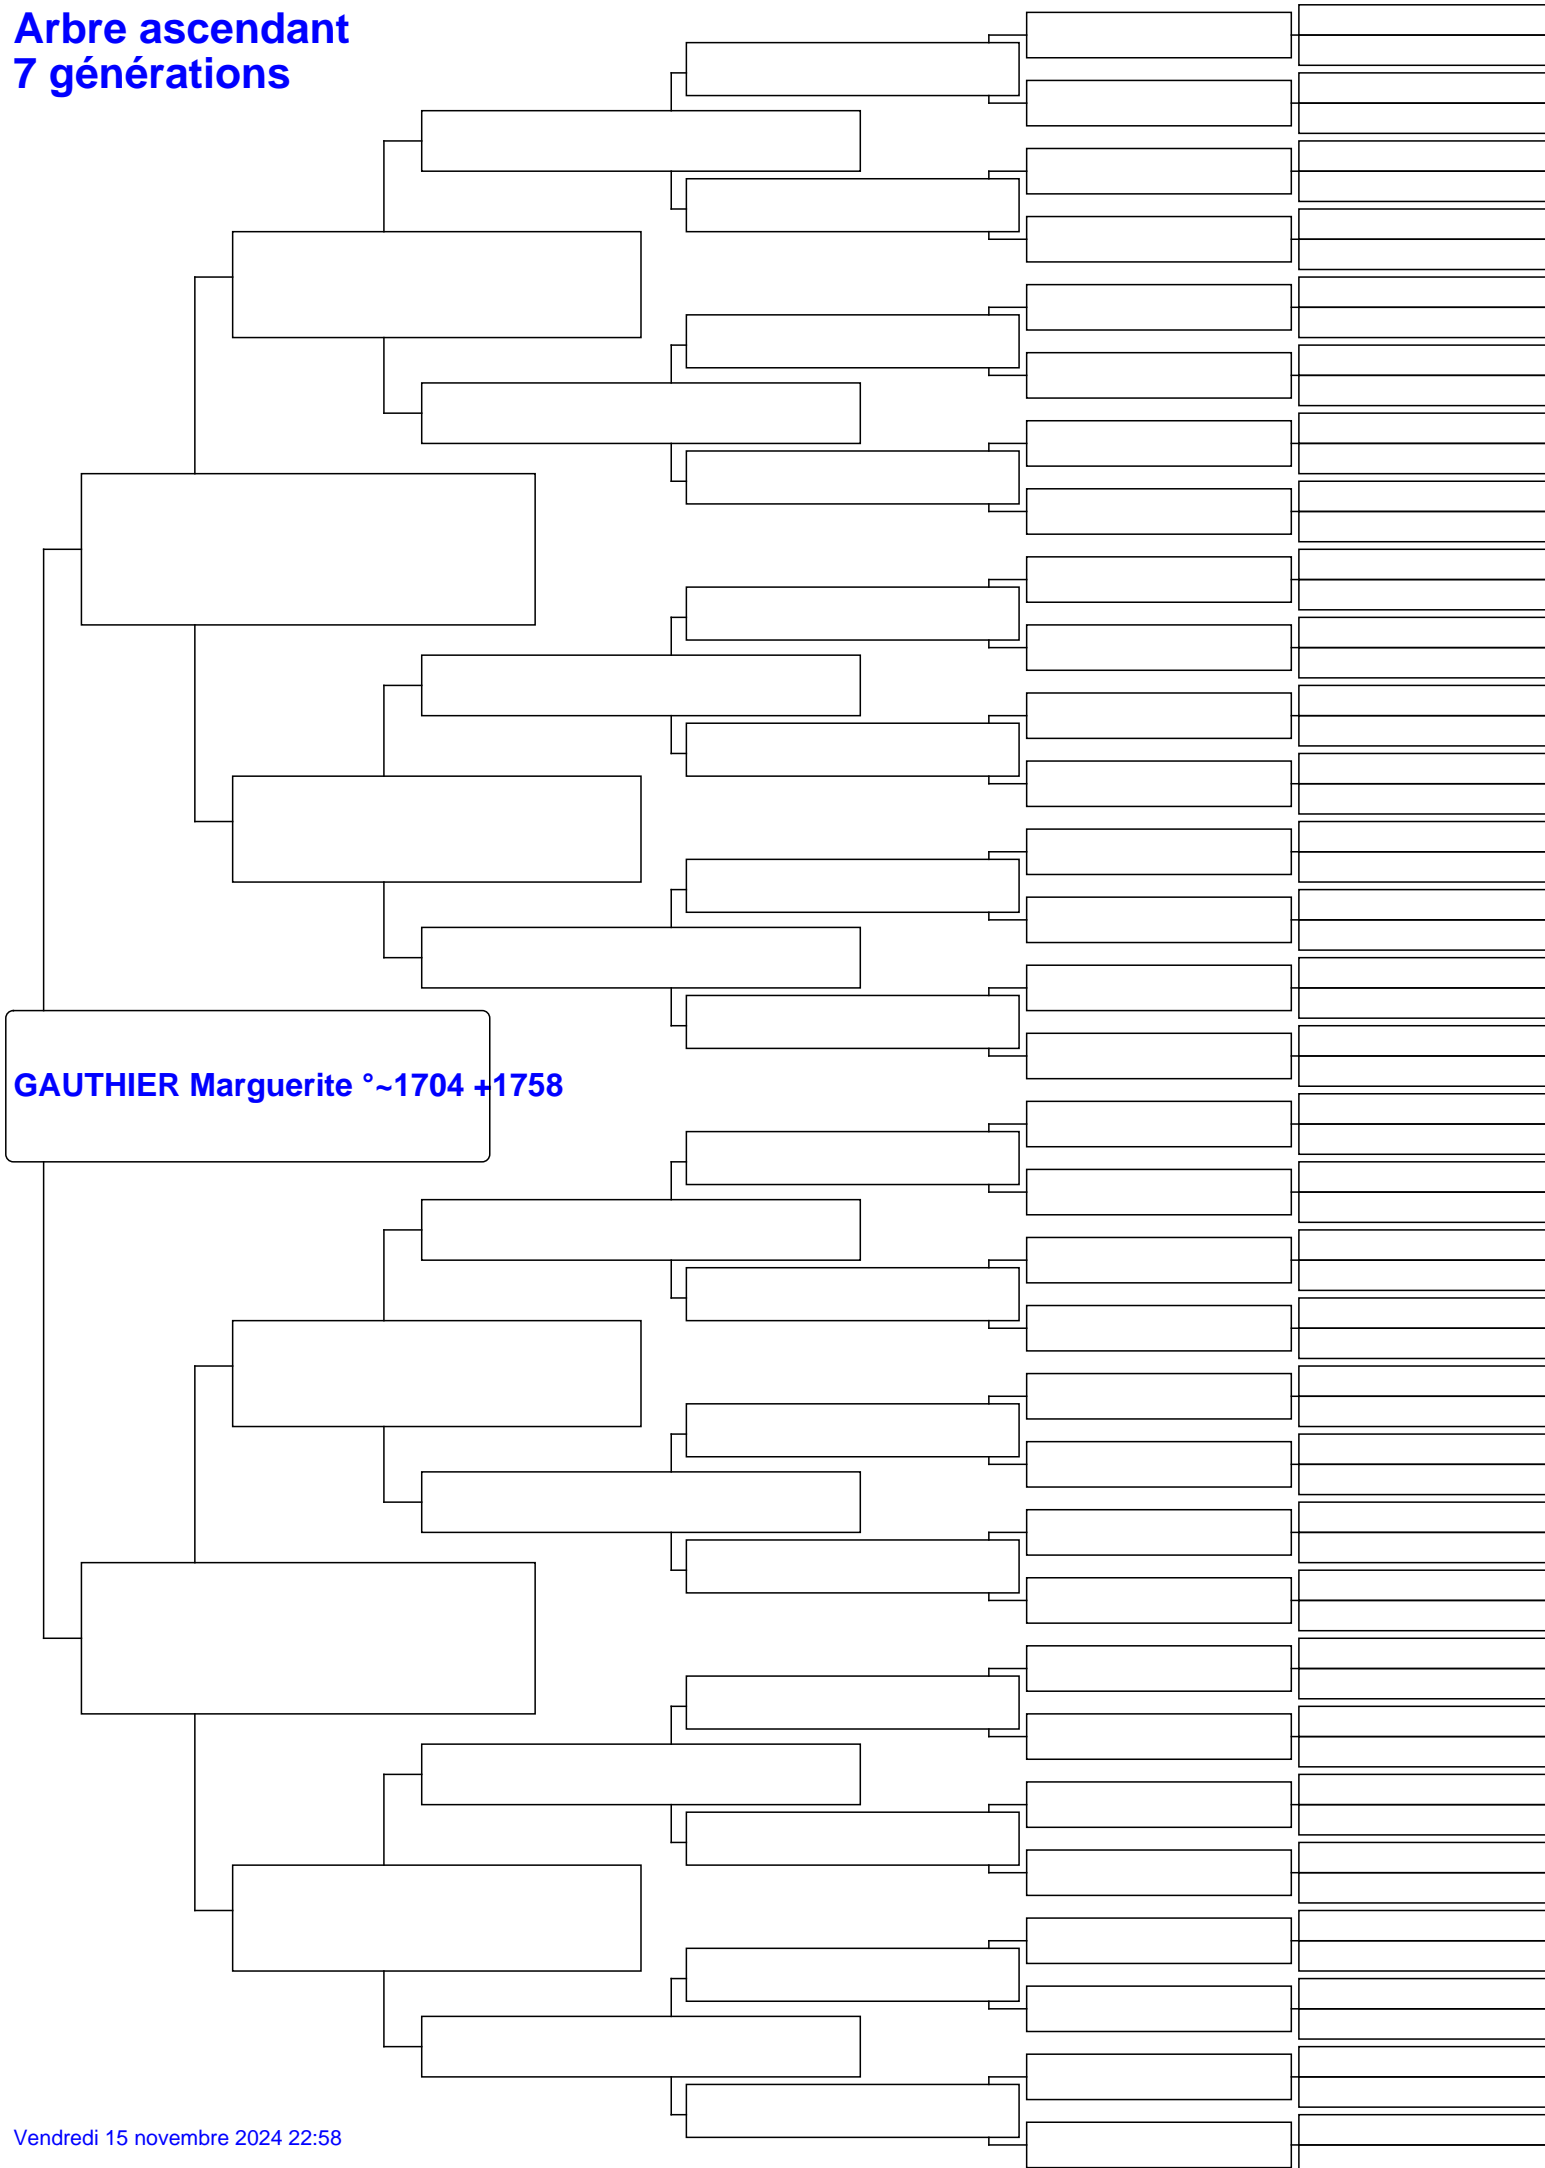 Arbre ascendant
7 générations
GAUTHIER Marguerite °~1704 +1758
Vendredi 15 novembre 2024 22:58